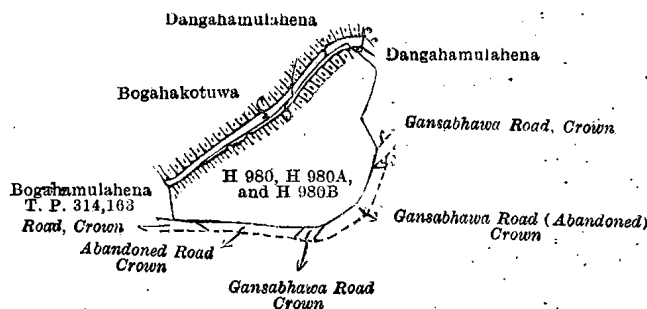 Dangahamulahena
Dangahamulahena
Bogahakotuwa
Gansabhawa Road, Crown
H 980, H 980A,
and H 980B
Bogahamulahena
T. P. 314,163
Road, Crown
Gansabhawa Road (Abandoned)
Crown
Abandoned Road
Crown
Gansabhawa Road
Crown